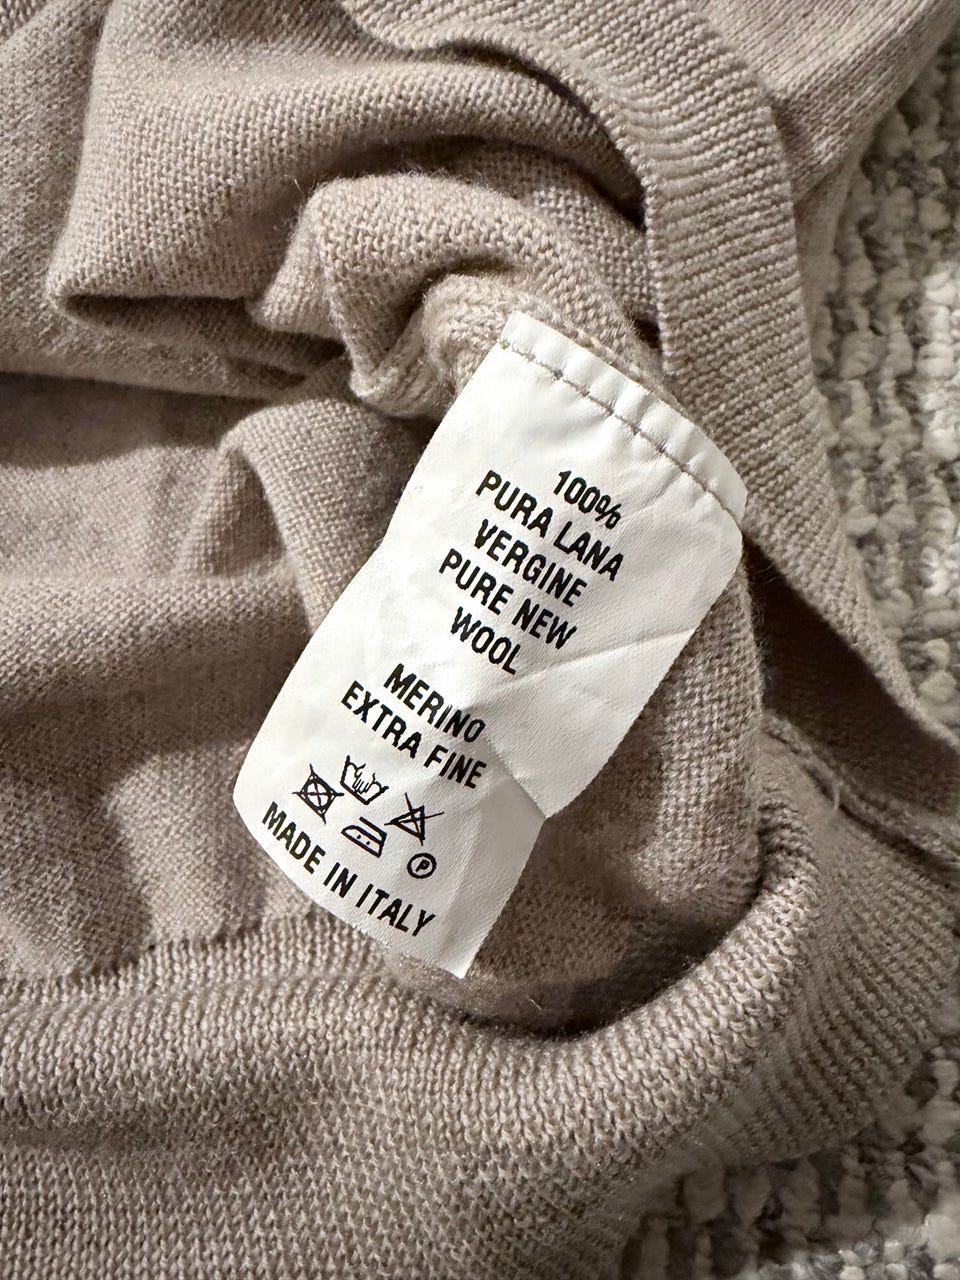 100%
PURA LANA
VERGINE
PURE NEW
WOOL
MERINO
EXTRA FINE
P
MADE IN ITALY